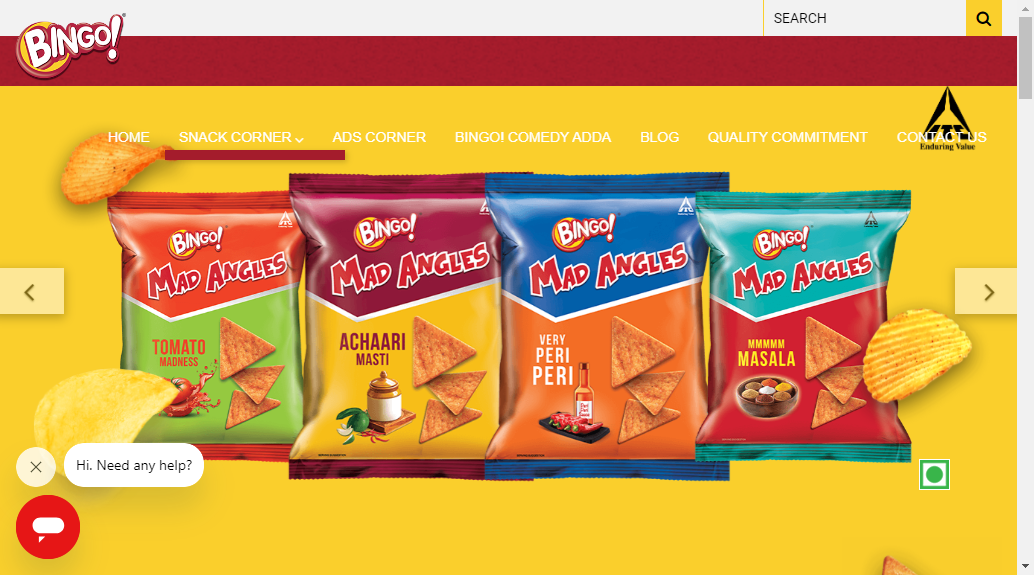 SEARCH
BINGO!
HOME SNACK CORNER ADS CORNER BINGO! COMEDY ADDA BLOG QUALITY COMMITMENT CONTACT US
Enduring Value
BINGO! BINGO! BINGO! BINGO!
MAD ANGLES MAD ANGLES MAD ANGLES MAD ANGLES
TOMATO
MADNESS
ACHAARI
MASTI
VERY
PERI
PERI
MMMMM
MASALA
Hi. Need any help?